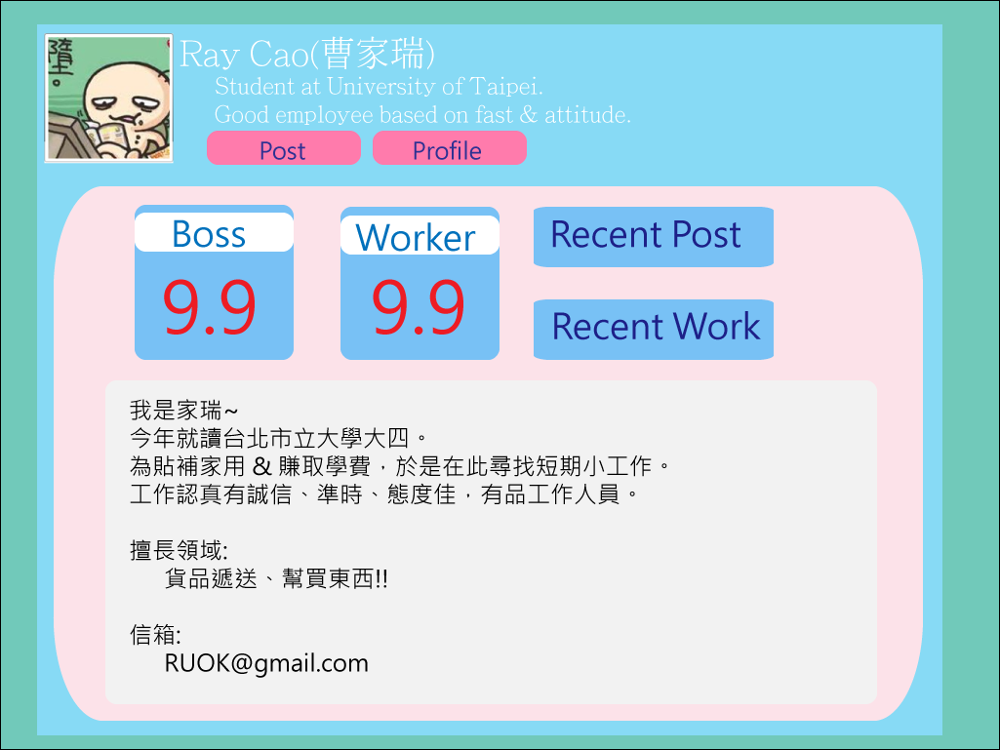 墮。
Ray Cao(曹家瑞)
Student at University of Taipei.
Good employee based on fast & attitude.
Post
Profile
Boss
Worker
Recent Post
9.9
9.9
Recent Work
我是家瑞~
今年就讀台北市立大學大四。
為貼補家用 & 賺取學費，於是在此尋找短期小工作。
工作認真有誠信、準時、態度佳，有品工作人員。
擅長領域:
貨品遞送、幫買東西!!
信箱:
RUOK@gmail.com